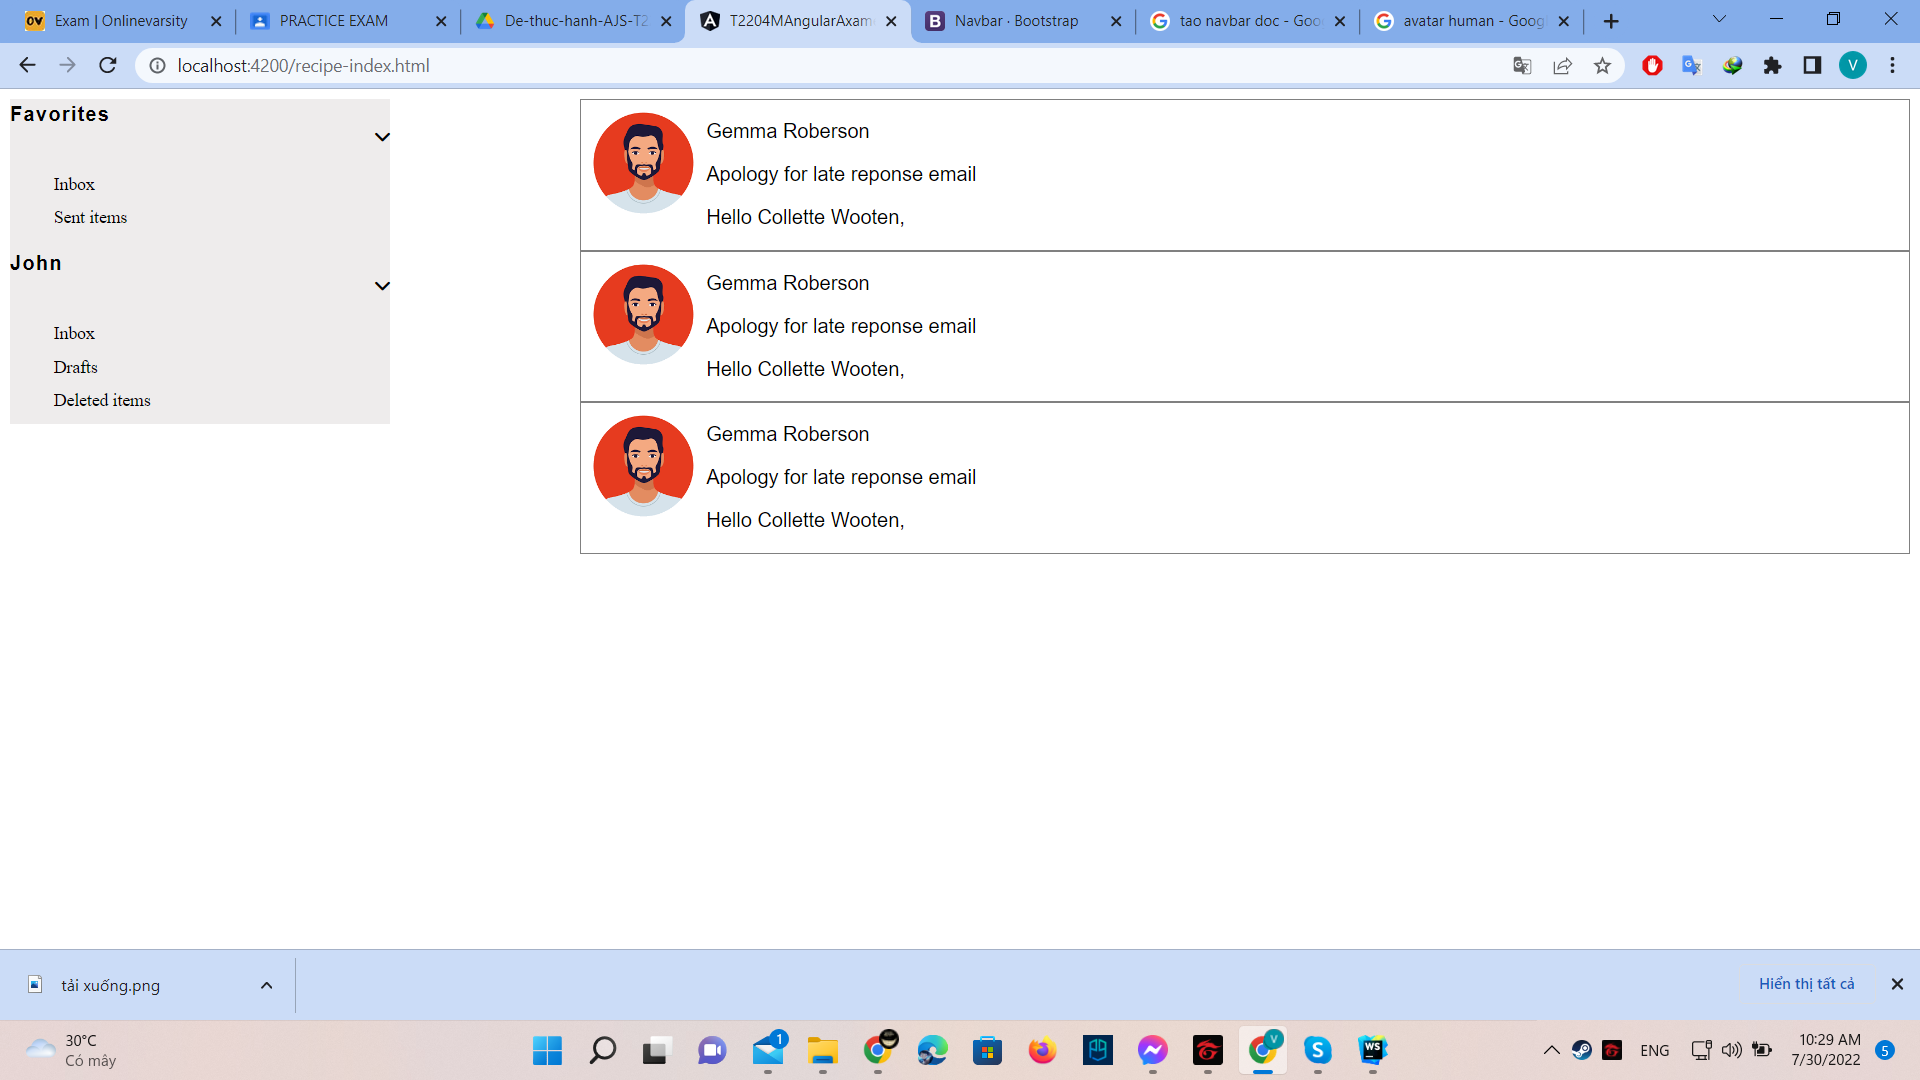 Exam | Onlinevarsity
PRACTICE EXAM
De-thuc-hanh-AJS-T2
T2204MAngularAxam
Navbar · Bootstrap
tao navbar doc - Goo
avatar human - Goog
localhost:4200/recipe-index.html
V
Favorites
Inbox
Sent items
John
Inbox
Drafts
Deleted items
Gemma Roberson
Apology for late reponse email
Hello Collette Wooten,
Gemma Roberson
Apology for late reponse email
Hello Collette Wooten,
Gemma Roberson
Apology for late reponse email
Hello Collette Wooten,
tải xuống.png
Hiển thị tất cả
30°C
Có mây
1
V
WS
ENG
10:29 AM
7/30/2022
5